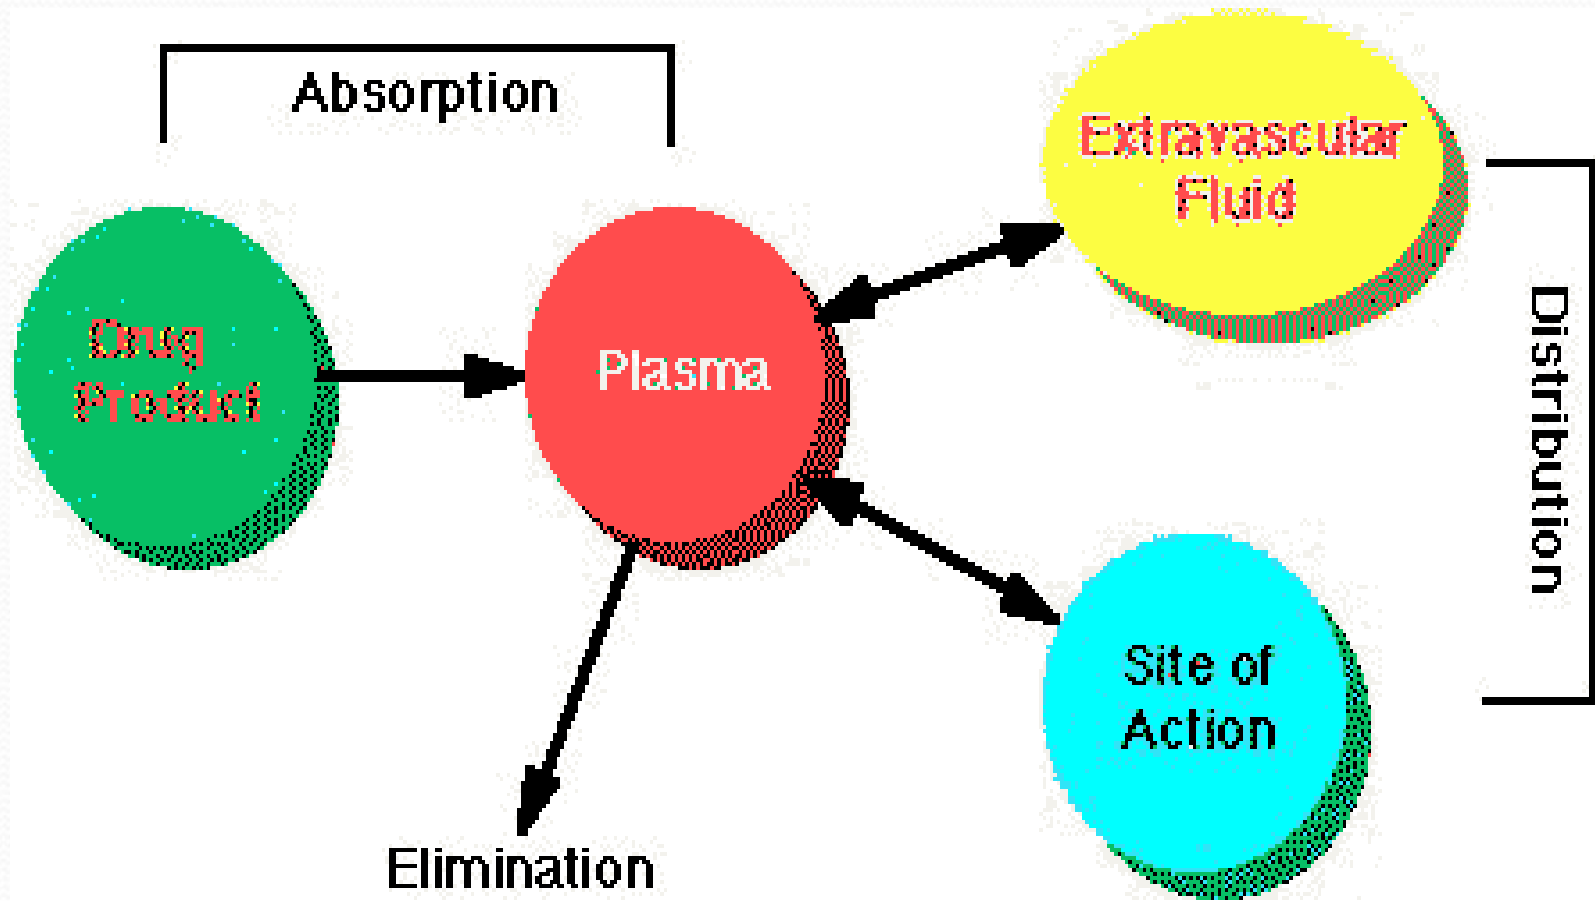 Absorption
Extravascular
Fluid
Drug
Product
Plasma
Distribution
Site of
Action
Elimination